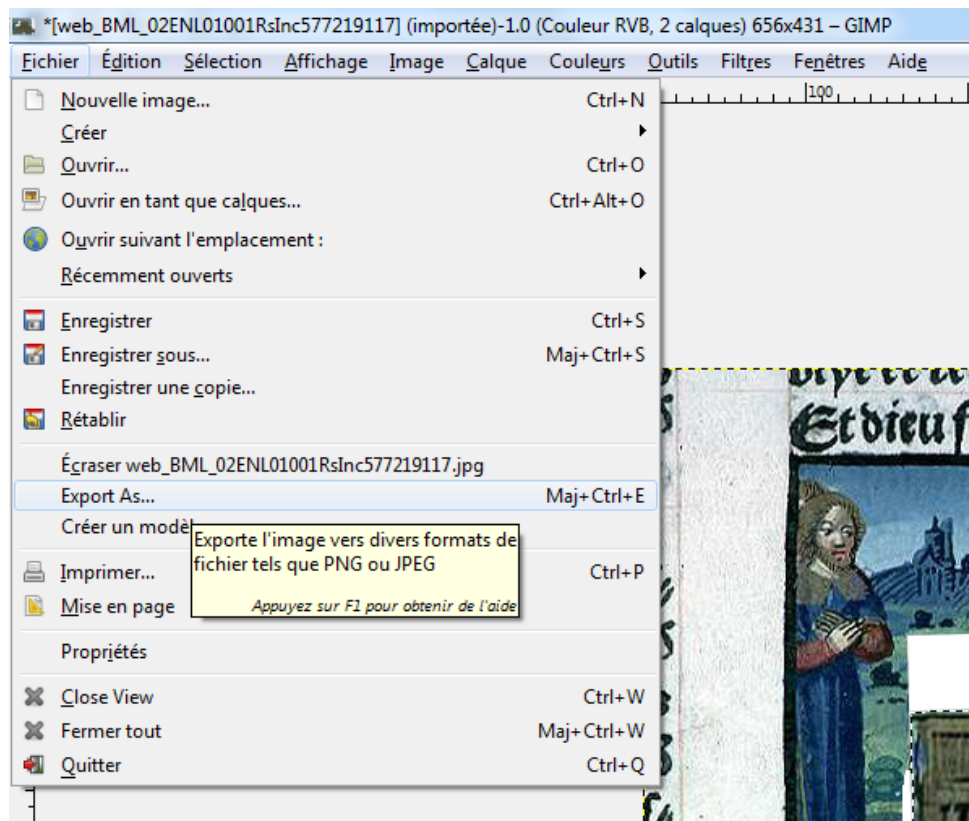 *[web_BML_02ENL01001RsInc577219117] (importée)-1.0 (Couleur RVB, 2 calques) 656x431 – GIMP
Fichier Édition Sélection Affichage Image Calque Couleurs Outils Filtres Fenêtres Aide
100
Nouvelle image... Ctrl+N
Créer
Ouvrir... Ctrl+O
Ouvrir en tant que calques... Ctrl+Alt+O
Ouvrir suivant l'emplacement :
Récemment ouverts
Enregistrer Ctrl+S
Enregistrer sous... Maj+Ctrl+S
Enregistrer une copie...
Rétablir
Écraser web_BML_02ENL01001RsInc577219117.jpg
Export As... Maj+Ctrl+E
Créer un modèl
Exporte l'image vers divers formats de
fichier tels que PNG ou JPEG
Appuyez sur F1 pour obtenir de l'aide
Imprimer... Ctrl+P
Mise en page
Propriétés
Close View Ctrl+W
Fermer tout Maj+Ctrl+W
Quitter Ctrl+Q
Et dieu f